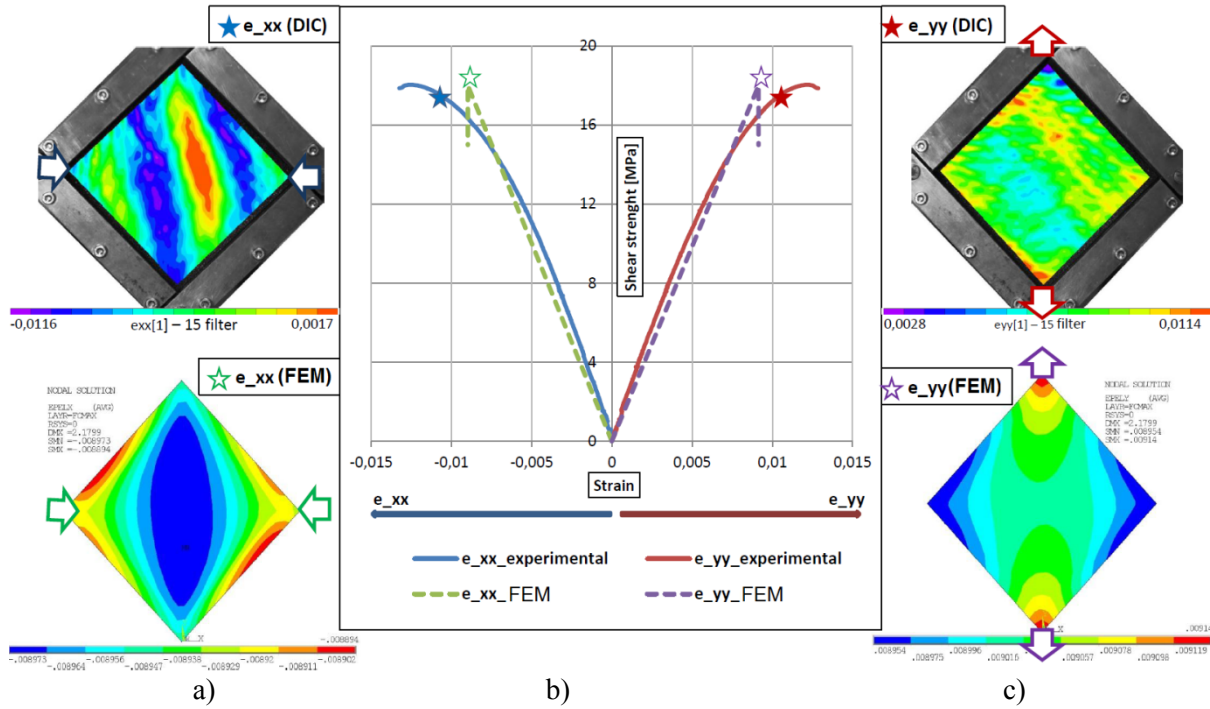 ★ e_xx (DIC)
-0,0116
exx[1] – 15 filter
0,0017
☆ e_xx (FEM)
NODAL SOLUTION
EPELX (AVG)
LAYR=FCMAX
RSYS=0
DMX =2.1799
SMN=-.008973
SMX =-.008894
X
-.008894
-.008973 -.008956 -.008938 -.00892 -.008902
-.008964 -.008947 -.008929 -.008911
a)
20
16
12
8
4
0
Shear strenght [MPa]
-0,015 -0,01 -0,005 0 0,005 0,01 0,015
Strain
e_xx
e_yy
e_xx_experimental
e_yy_experimental
e_xx_FEM
e_yy_FEM
b)
★ e_yy (DIC)
0,0028
eyy[1] – 15 filter
0,0114
☆ e_yy(FEM)
NODAL SOLUTION
EPELY (AVG)
LAYR=FCMAX
RSYS=0
DMX =2.1799
SMN =.008954
SMX =.00914
X
.00914
.008954 .008996 .009078 .009119
.008975 .009016 .009057 .009098
c)